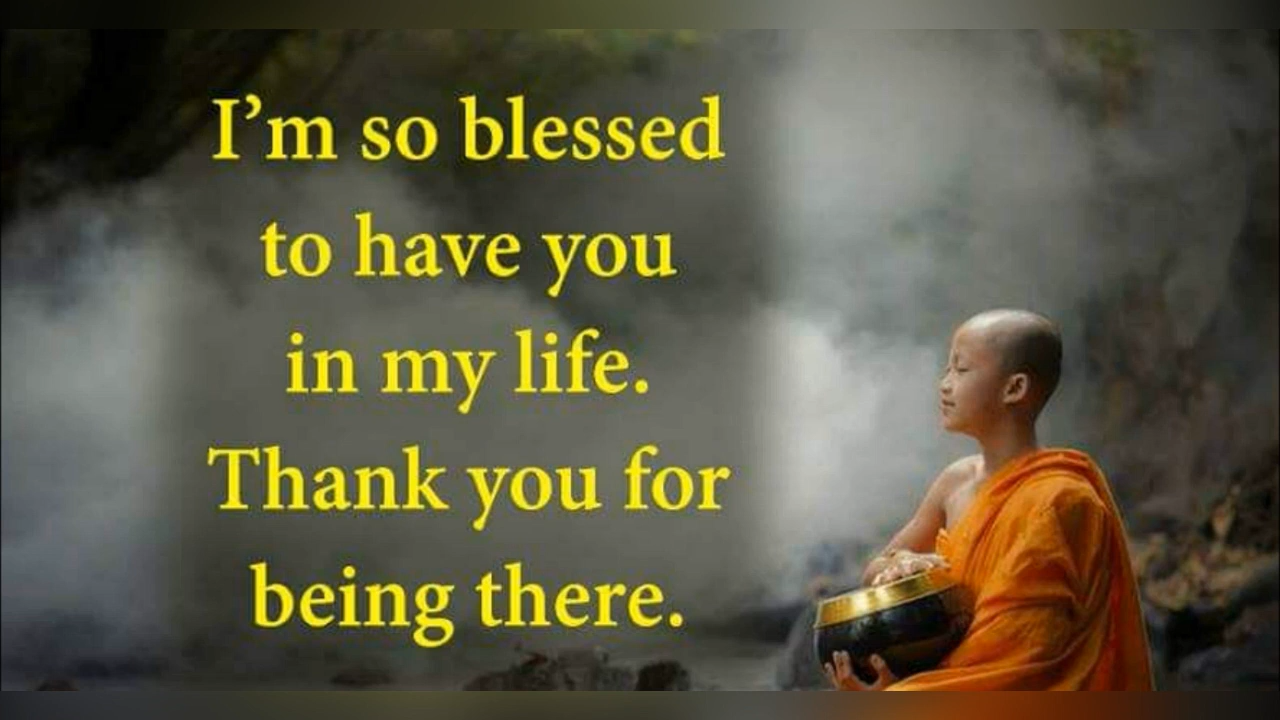 I’m so blessed
to have you
in my life.
Thank you for
being there.